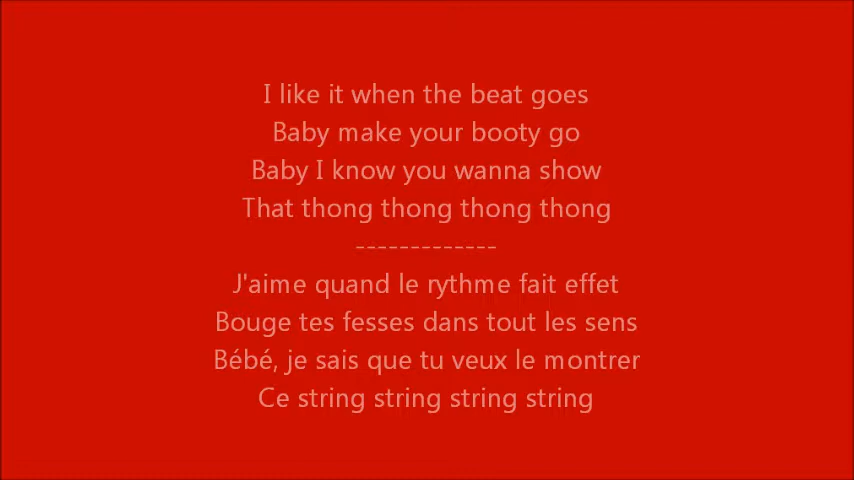 I like it when the beat goes
Baby make your booty go
Baby I know you wanna show
That thong thong thong thong
-------------
J'aime quand le rythme fait effet
Bouge tes fesses dans tout les sens
Bébé, je sais que tu veux le montrer
Ce string string string string